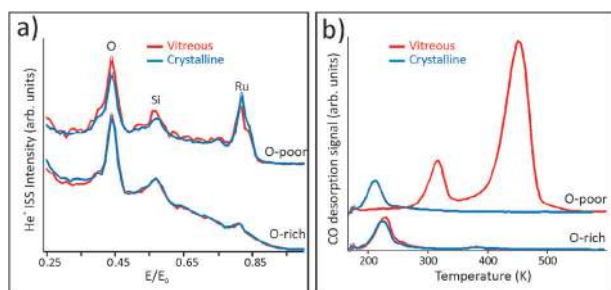 a)
Vitreous
Crystalline
O
Si
Ru
O-poor
O-rich
He⁺ ISS Intensity (arb. units)
0.25 0.45 0.65 0.85
E/E₀
b)
Vitreous
Crystalline
O-poor
O-rich
CO desorption signal (arb. units)
200 300 400 500
Temperature (K)